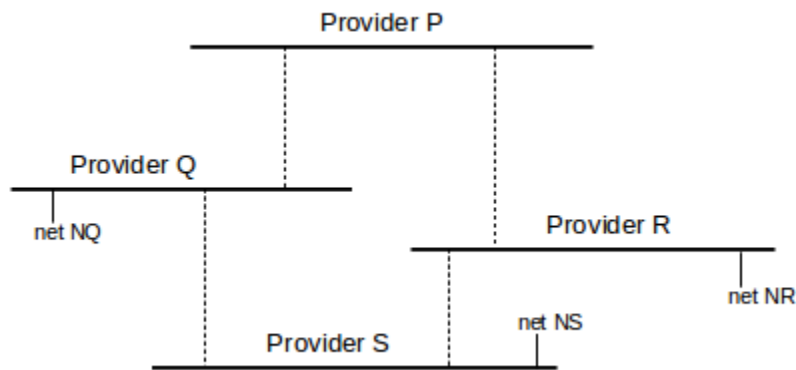 Provider P
Provider Q
net NQ
Provider R
net NR
net NS
Provider S